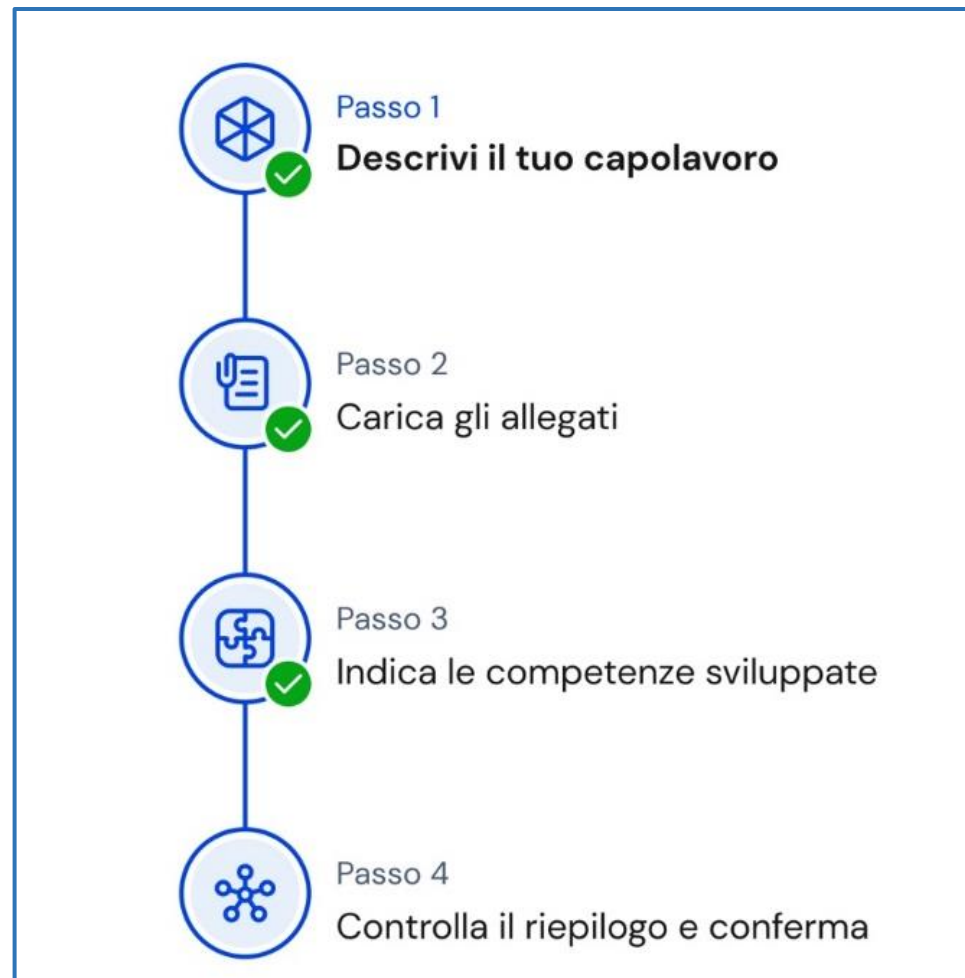 Passo 1
Descrivi il tuo capolavoro
Passo 2
Carica gli allegati
Passo 3
Indica le competenze sviluppate
Passo 4
Controlla il riepilogo e conferma